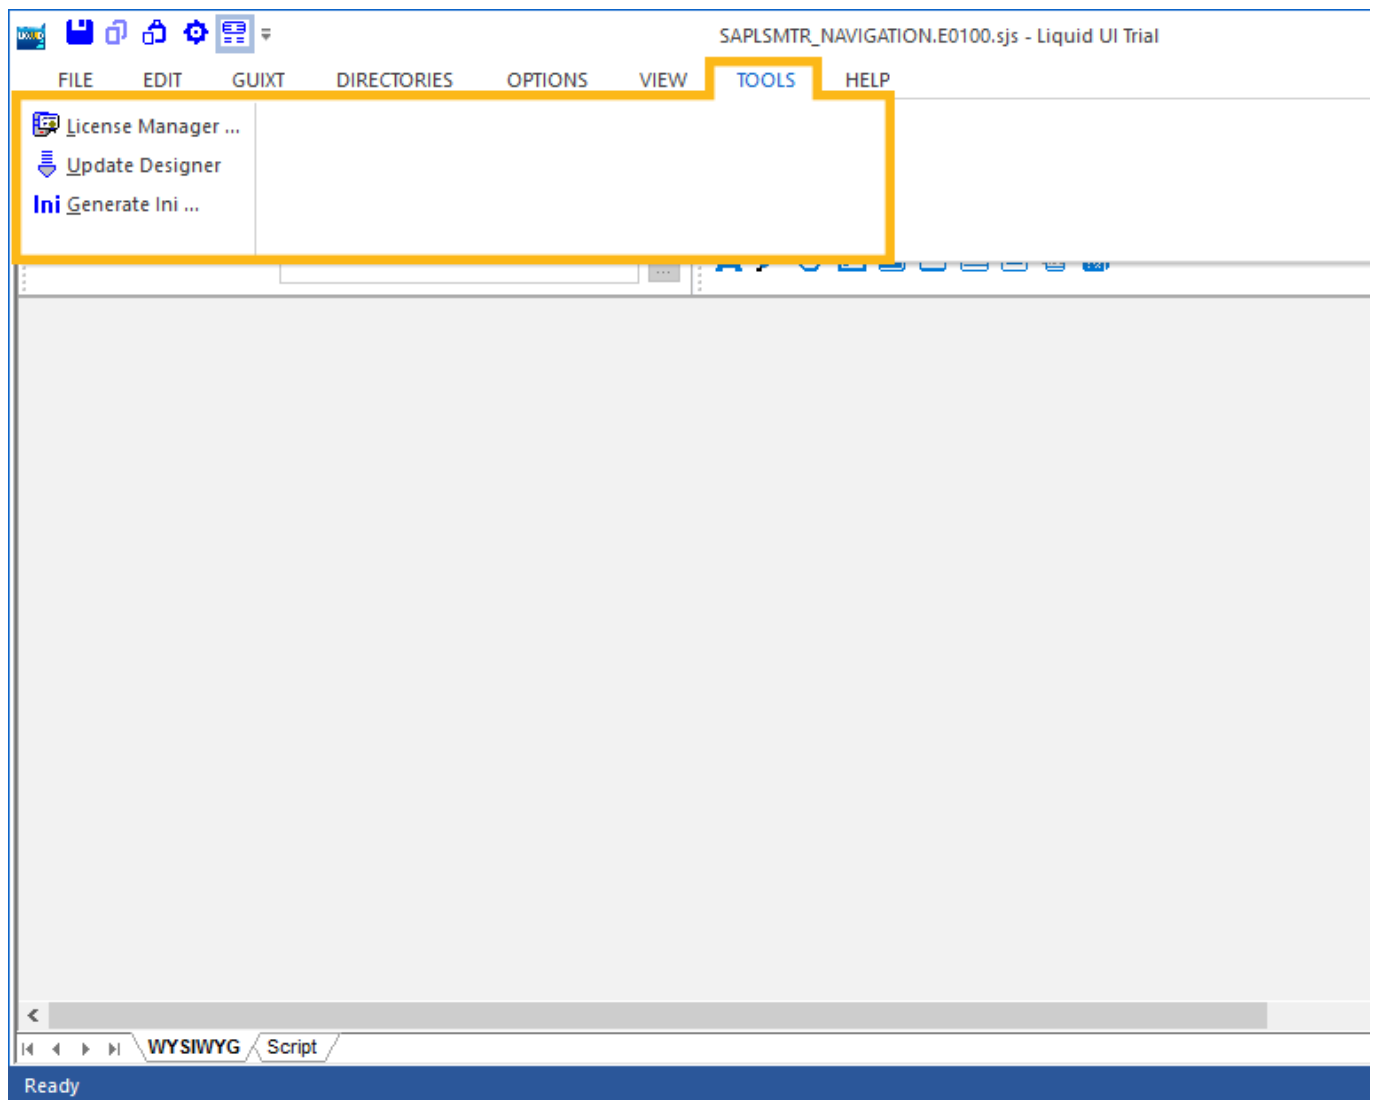 SAPLSMTR_NAVIGATION.E0100.sjs - Liquid UI Trial
FILE EDIT GUIXT DIRECTORIES OPTIONS VIEW TOOLS HELP
License Manager ...
Update Designer
Ini Generate Ini ...
...
WYSIWYG Script
Ready